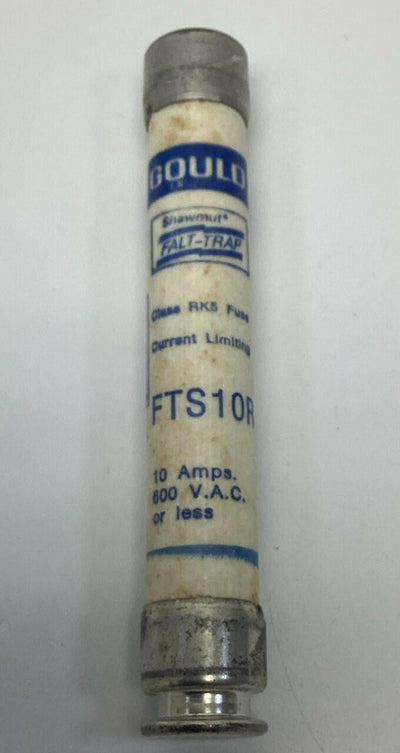 GOULD
Shawmut®
FALT-TRAP
Class RK5 Fuse
Current Limiting
FTS10R
10 Amps.
600 V.A.C.
or less